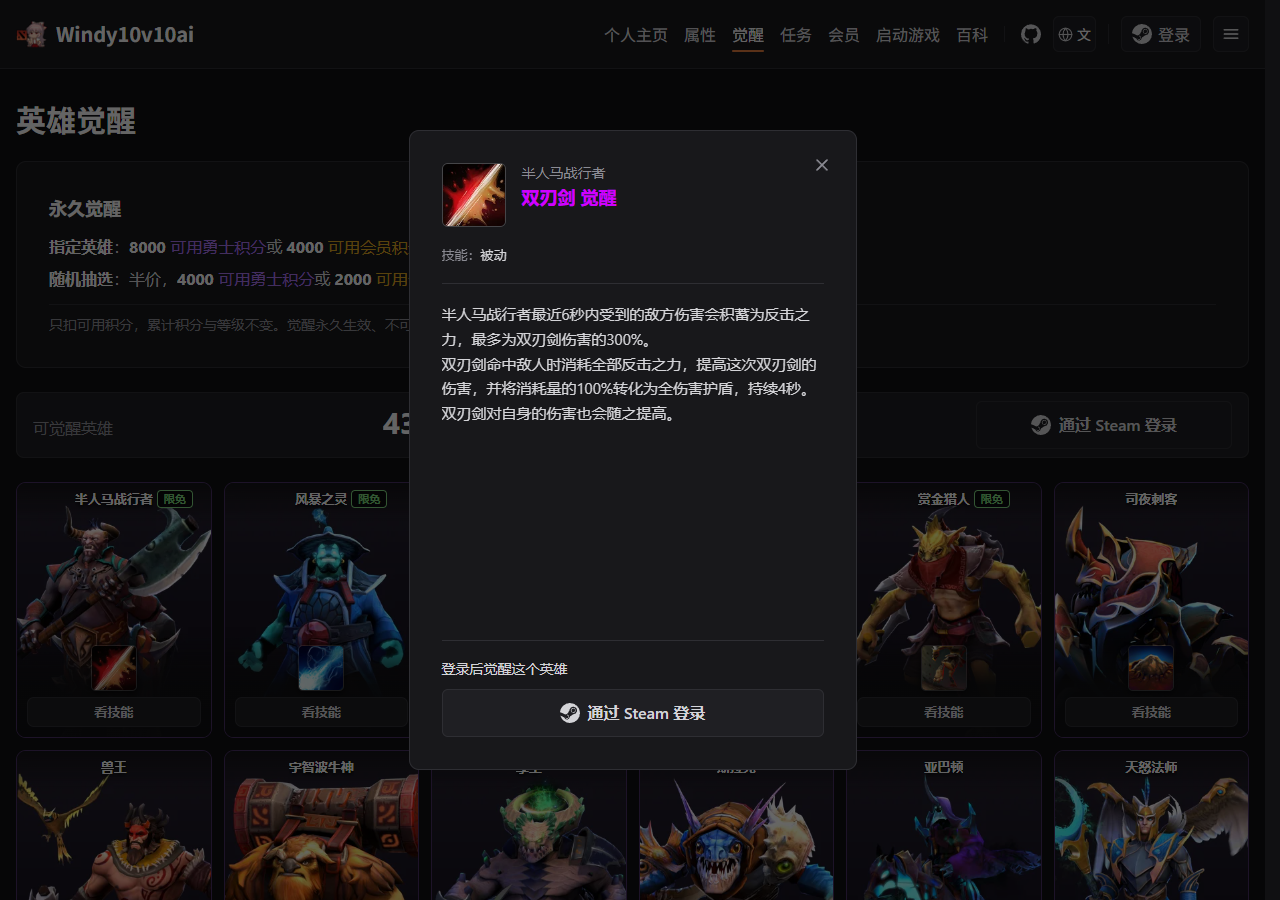 Windy10v10ai
个人主页 属性 觉醒 任务 会员 启动游戏 百科 文 登录
英雄觉醒
永久觉醒
指定英雄：8000 可用勇士积分或 4000 可用会员积
随机抽选：半价，4000 可用勇士积分或 2000 可用
只扣可用积分，累计积分与等级不变。觉醒永久生效、不可
可觉醒英雄 43
通过 Steam 登录
半人马战行者
双刃剑 觉醒
技能：被动
半人马战行者最近6秒内受到的敌方伤害会积蓄为反击之
力，最多为双刃剑伤害的300%。
双刃剑命中敌人时消耗全部反击之力，提高这次双刃剑的
伤害，并将消耗量的100%转化为全伤害护盾，持续4秒。
双刃剑对自身的伤害也会随之提高。
登录后觉醒这个英雄
通过 Steam 登录
半人马战行者 限免
风暴之灵 限免
赏金猎人 限免
司夜刺客
看技能
看技能
看技能
看技能
兽王
宇智波牛神
亚巴顿
天怒法师